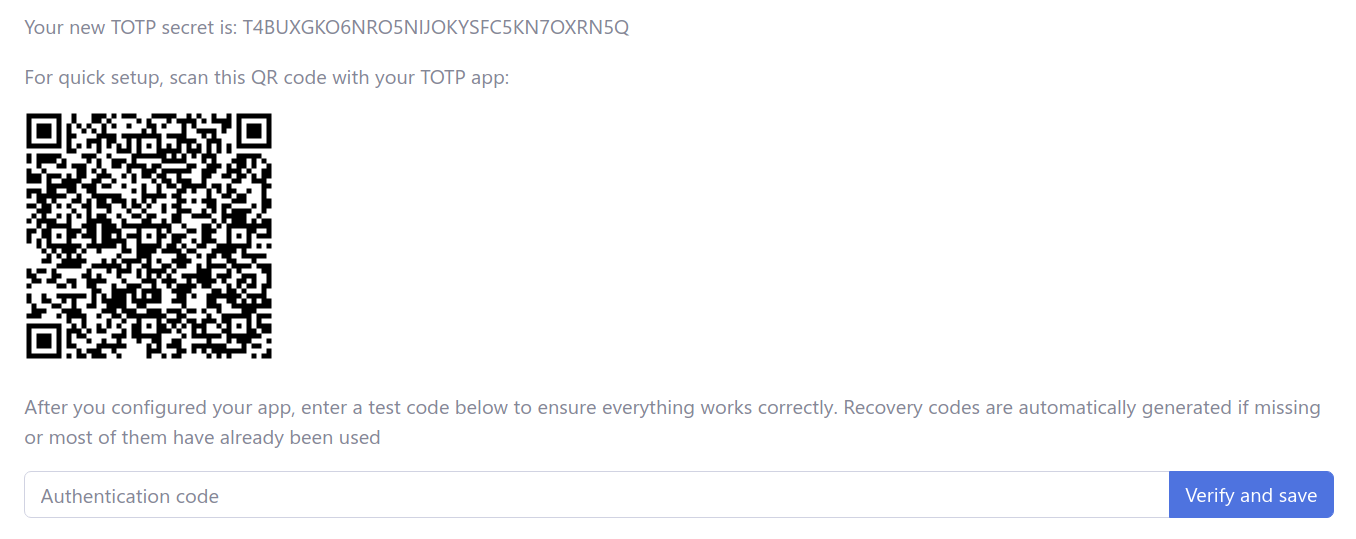 Your new TOTP secret is: T4BUXGKO6NRO5NIJOKYSFC5KN7OXRN5Q
For quick setup, scan this QR code with your TOTP app:
After you configured your app, enter a test code below to ensure everything works correctly. Recovery codes are automatically generated if missing
or most of them have already been used
Authentication code
Verify and save